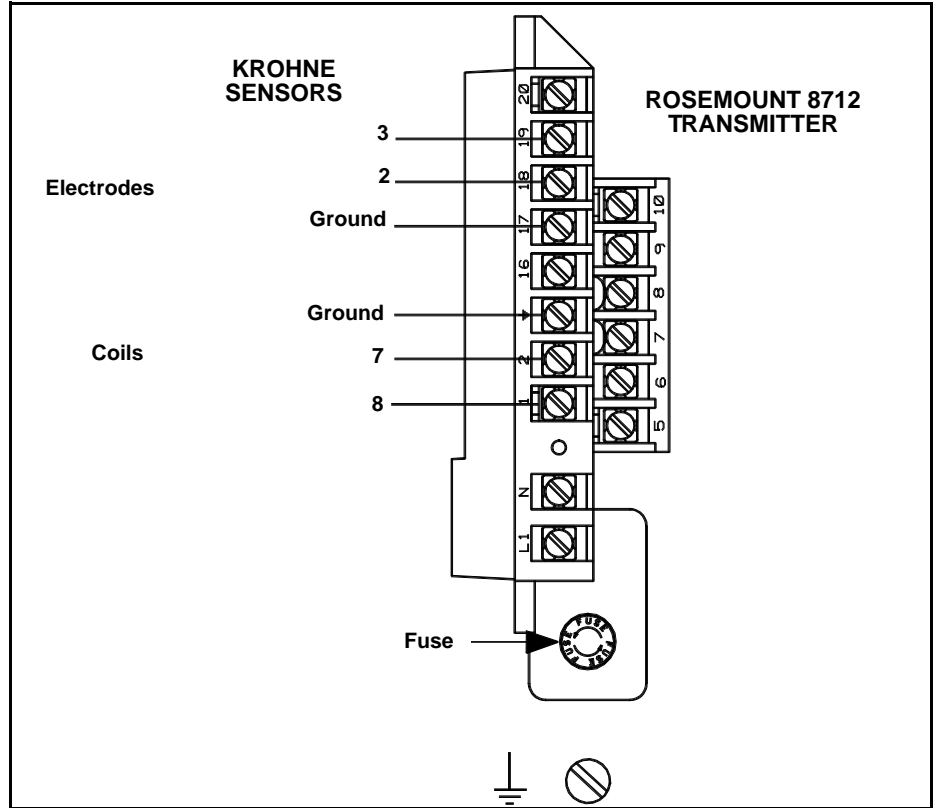 KROHNE
SENSORS
ROSEMOUNT 8712
TRANSMITTER
Electrodes
Coils
3
2
Ground
Ground
7
8
20
19
18
17
16
2
1
N
L1
10
9
8
7
6
5
Fuse
FUSE FUSE FUSE